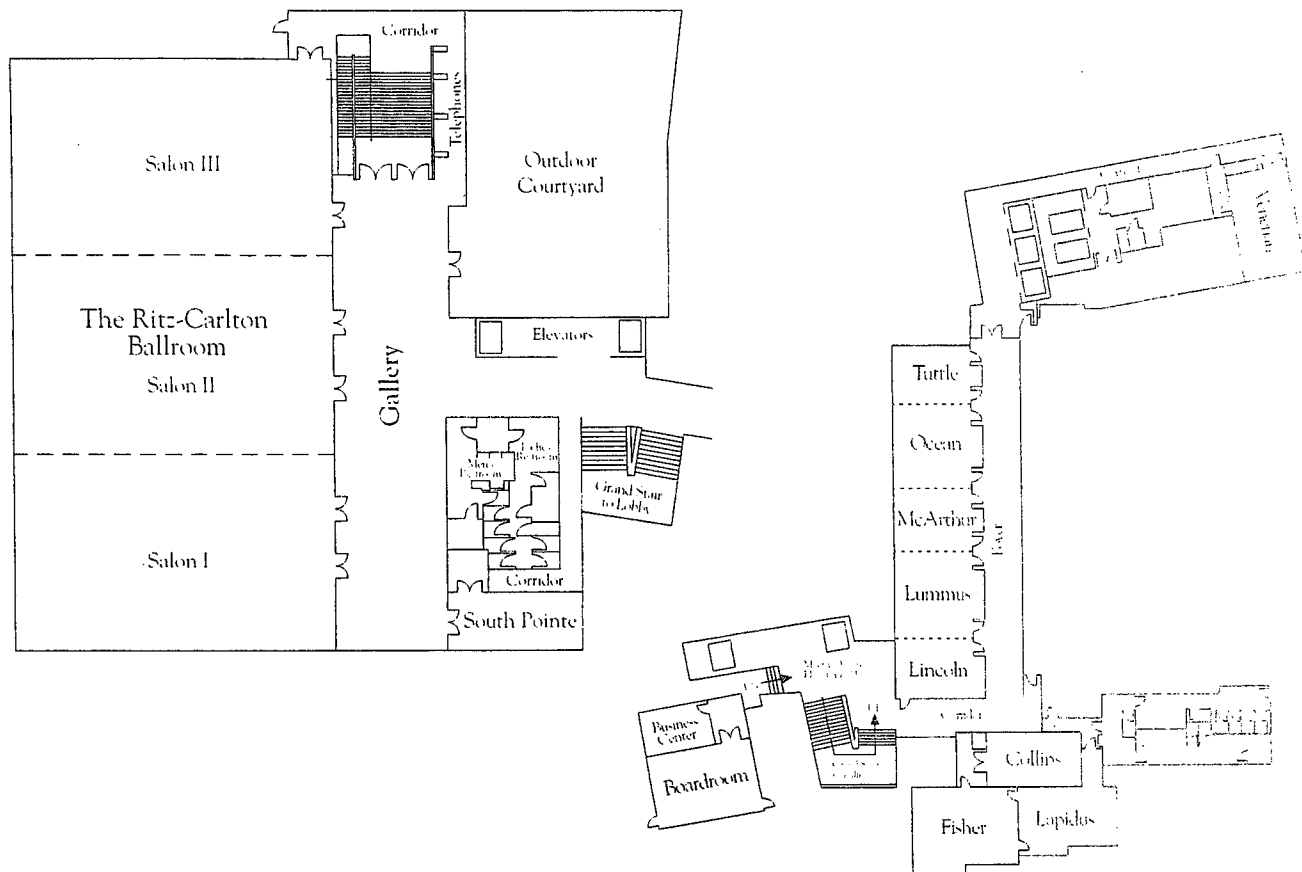 Corridor
Telephones
Salon III
Outdoor
Courtyard
The Ritz-Carlton
Ballroom
Salon II
Gallery
Elevators
Grand Stair
to Lobby
Salon I
Corridor
South Pointe
Tuttle
Ocean
McArthur
Lummus
Lincoln
Business
Center
Boardroom
Collins
Fisher
Lapidus